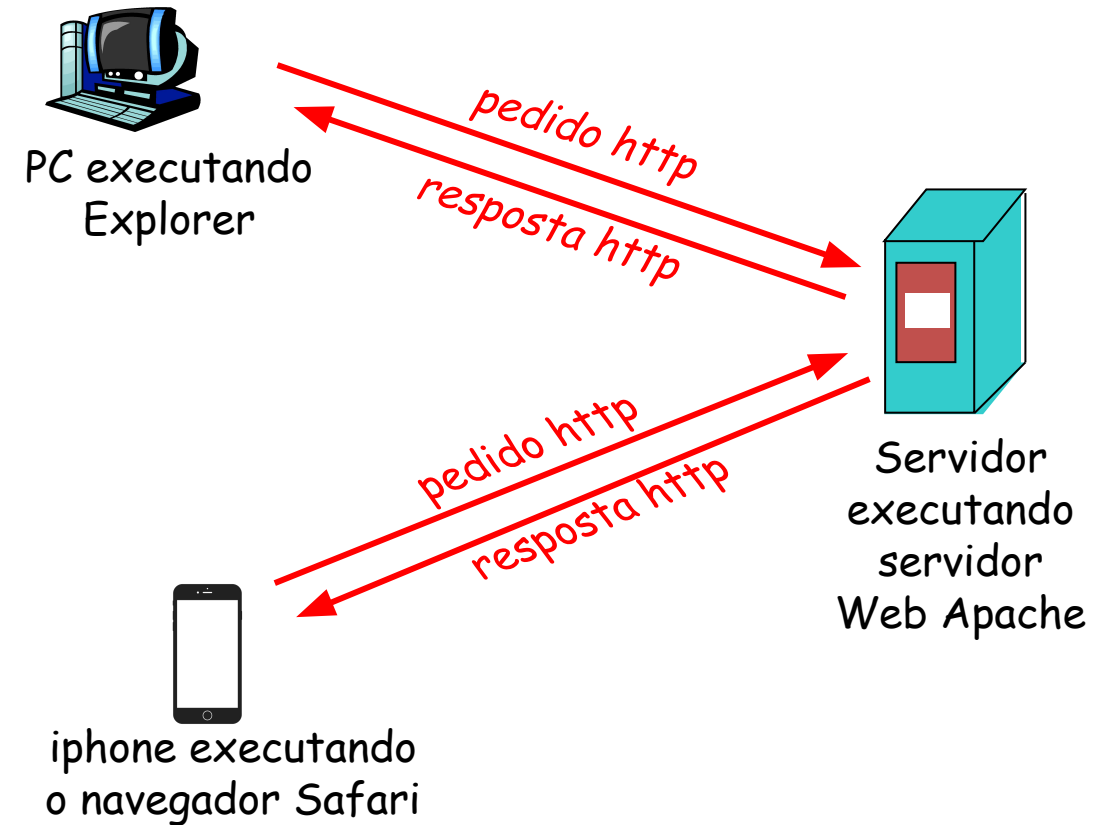 pedido http
resposta http
PC executando
Explorer
pedido http
resposta http
Servidor
executando
servidor
Web Apache
iphone executando
o navegador Safari